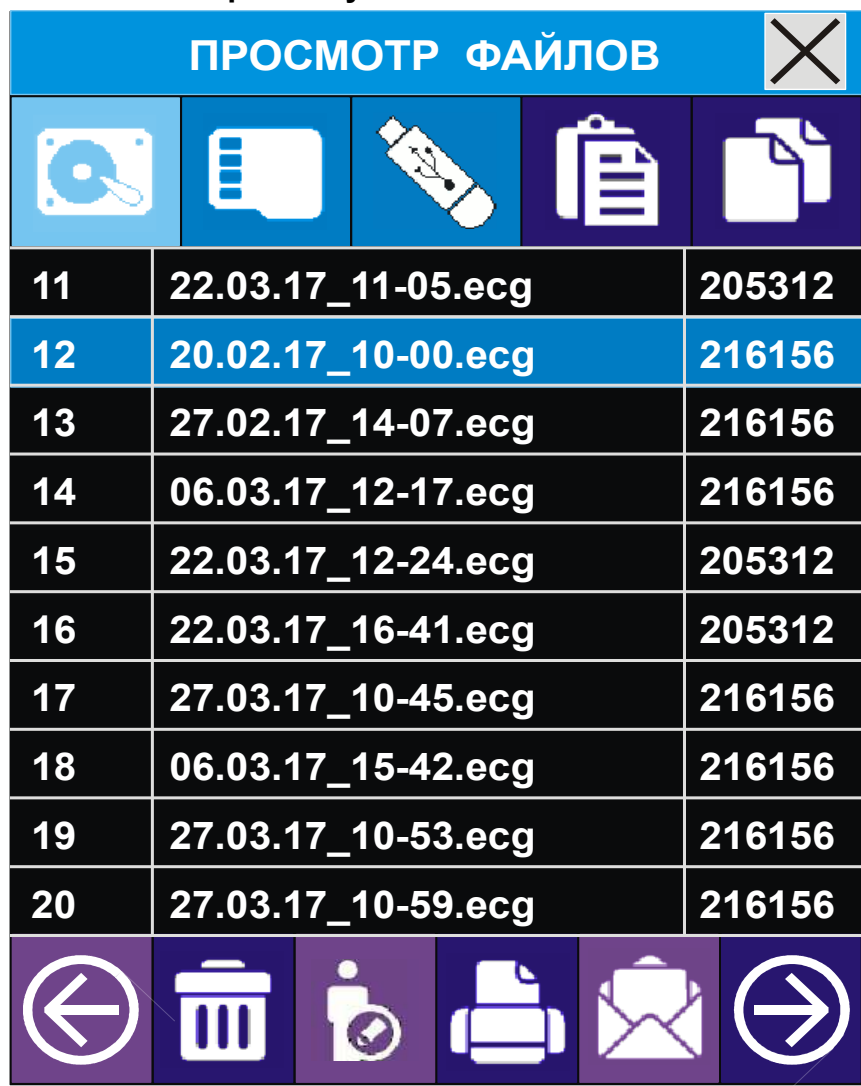 ПРОСМОТР ФАЙЛОВ
11 22.03.17_11-05.ecg 205312
12 20.02.17_10-00.ecg 216156
13 27.02.17_14-07.ecg 216156
14 06.03.17_12-17.ecg 216156
15 22.03.17_12-24.ecg 205312
16 22.03.17_16-41.ecg 205312
17 27.03.17_10-45.ecg 216156
18 06.03.17_15-42.ecg 216156
19 27.03.17_10-53.ecg 216156
20 27.03.17_10-59.ecg 216156